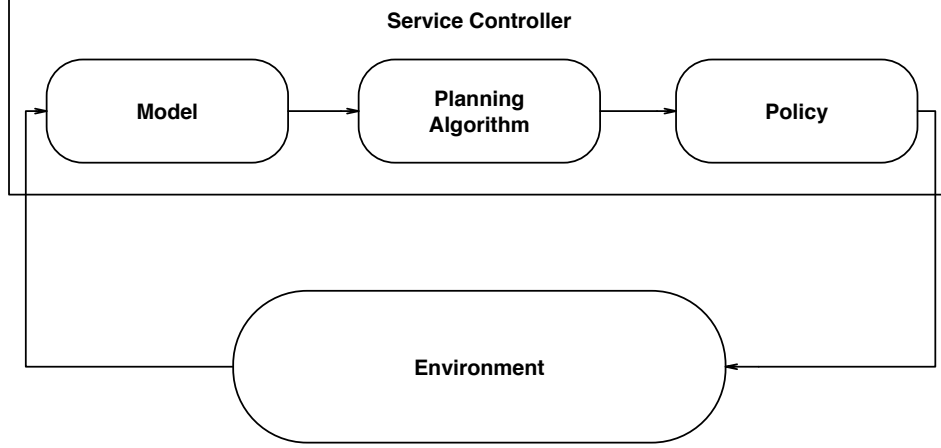 Service Controller
Model
Planning
Algorithm
Policy
Environment